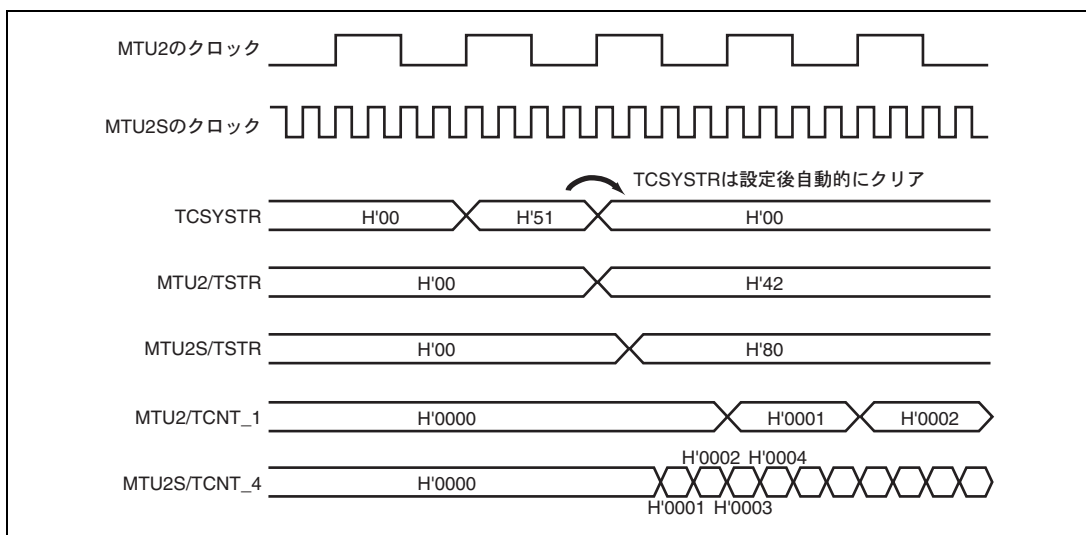 MTU2のクロック
MTU2Sのクロック
TCSYSTRは設定後自動的にクリア
TCSYSTR H'00 H'51 H'00
MTU2/TSTR H'00 H'42
MTU2S/TSTR H'00 H'80
MTU2/TCNT_1 H'0000 H'0001 H'0002
H'0002 H'0004
MTU2S/TCNT_4 H'0000
H'0001 H'0003